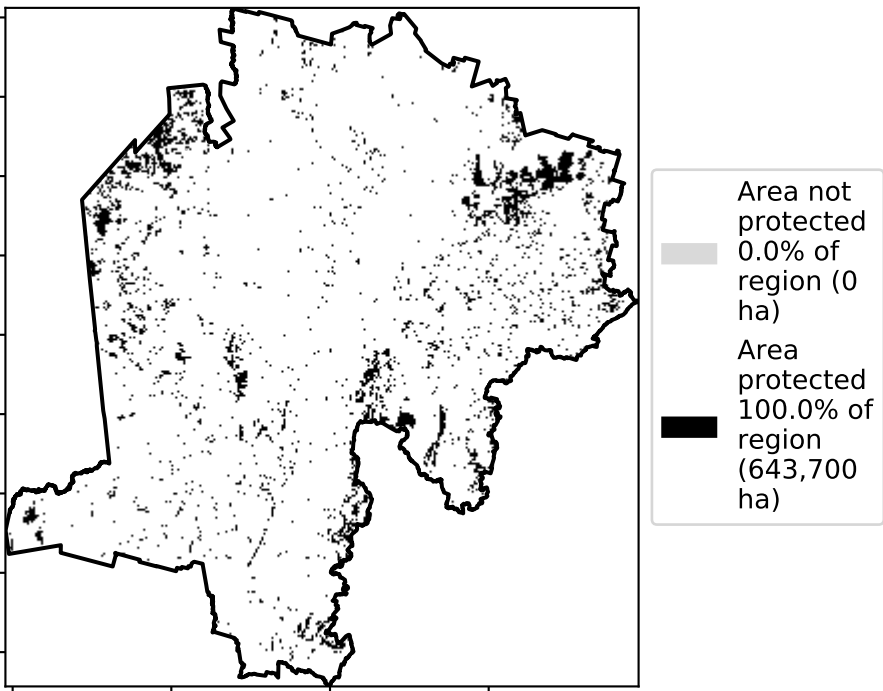 Area not
protected
0.0% of
region (0
ha)
Area
protected
100.0% of
region
(643,700
ha)